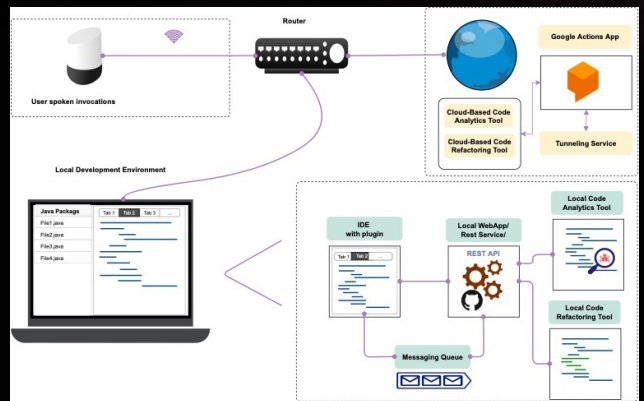 Router
Google Actions App
User spoken invocations
Cloud-Based Code
Analytics Tool
Cloud-Based Code
Refactoring Tool
Tunneling Service
Local Development Environment
Java Package
File1.java
File2.java
File3.java
File4.java
Tab 1 Tab 2 Tab 3 ...
IDE
with plugin
Tab 1 Tab 2 ...
Local WebApp/
Rest Service/
REST API
Local Code
Analytics Tool
Local Code
Refactoring Tool
Messaging Queue